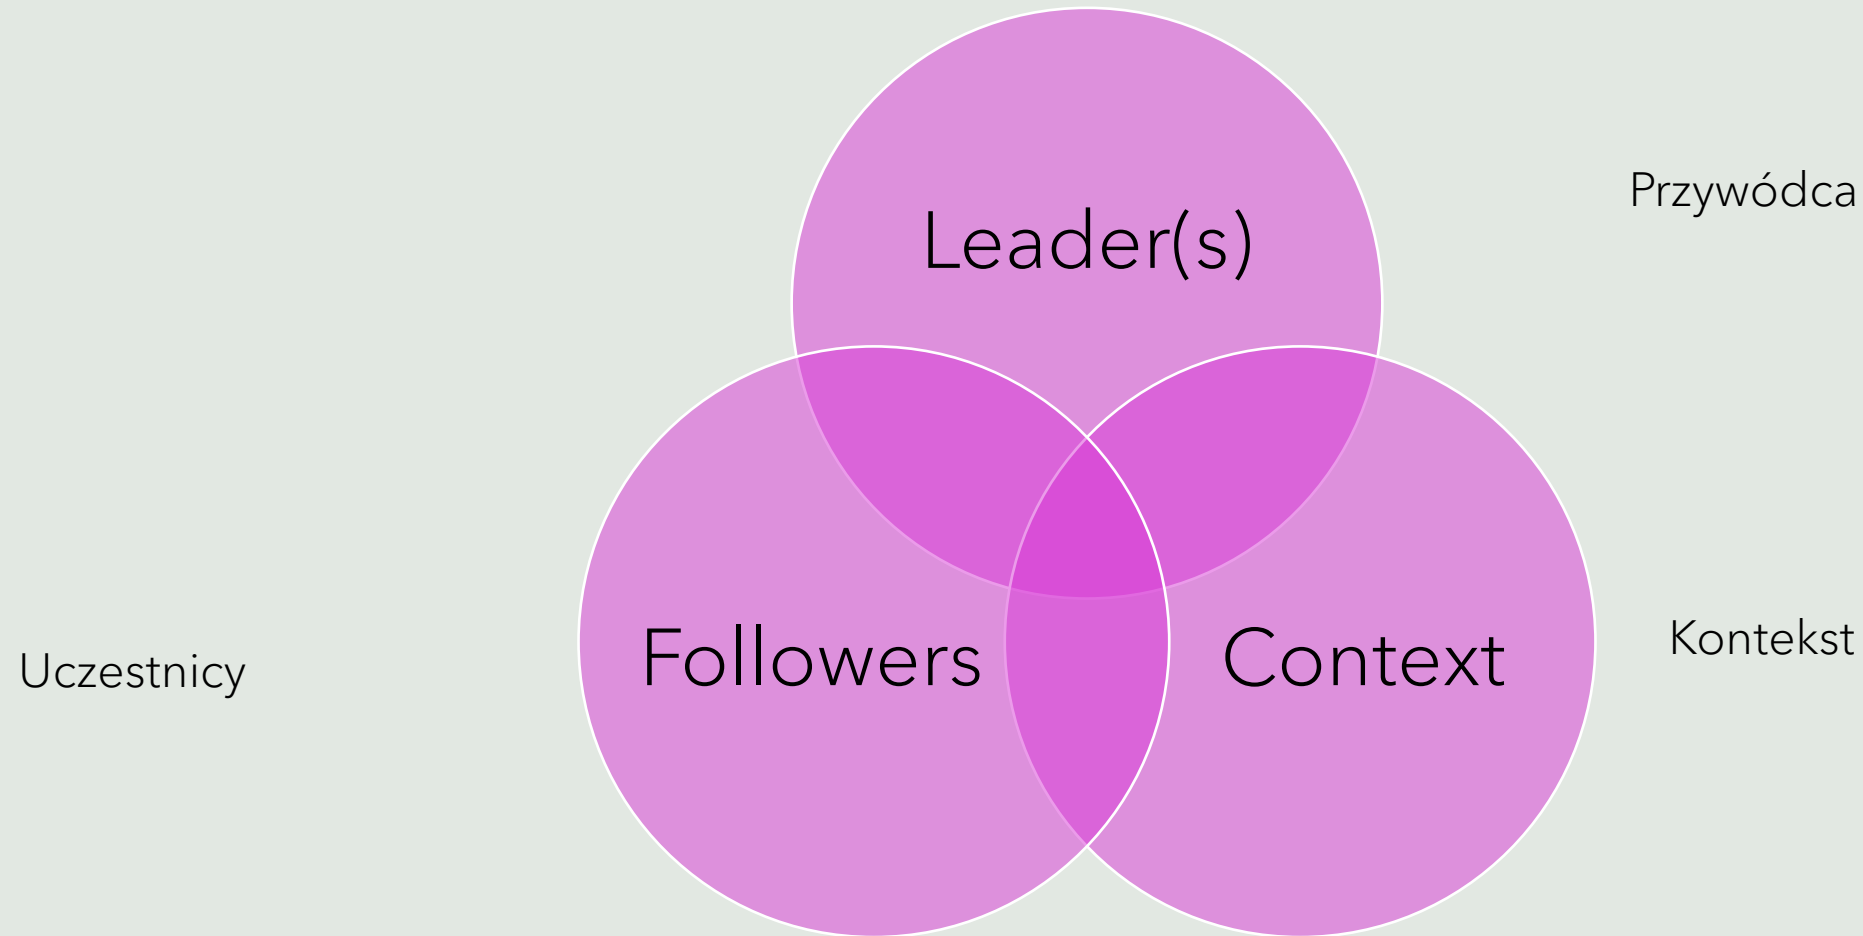 Przywódca
Leader(s)
Kontekst
Followers
Context
Uczestnicy